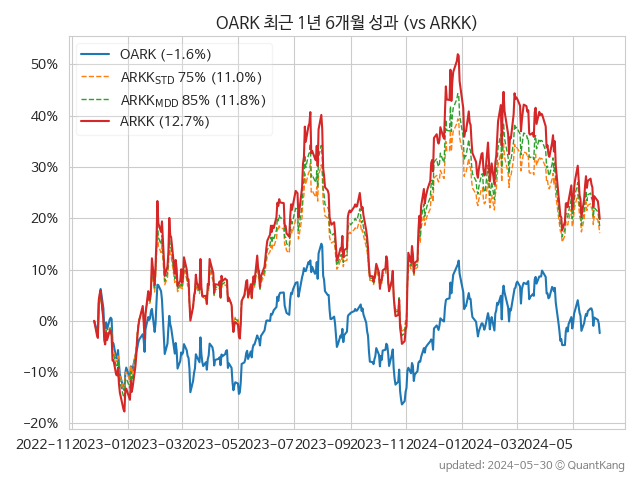 OARK 최근 1년 6개월 성과 (vs ARKK)
OARK (−1.6%)
ARKK_STD 75% (11.0%)
ARKK_MDD 85% (11.8%)
ARKK (12.7%)
50%
40%
30%
20%
10%
0%
−10%
−20%
2022-11 2023-01 2023-03 2023-05 2023-07 2023-09 2023-11 2024-01 2024-03 2024-05
updated: 2024-05-30 © QuantKang